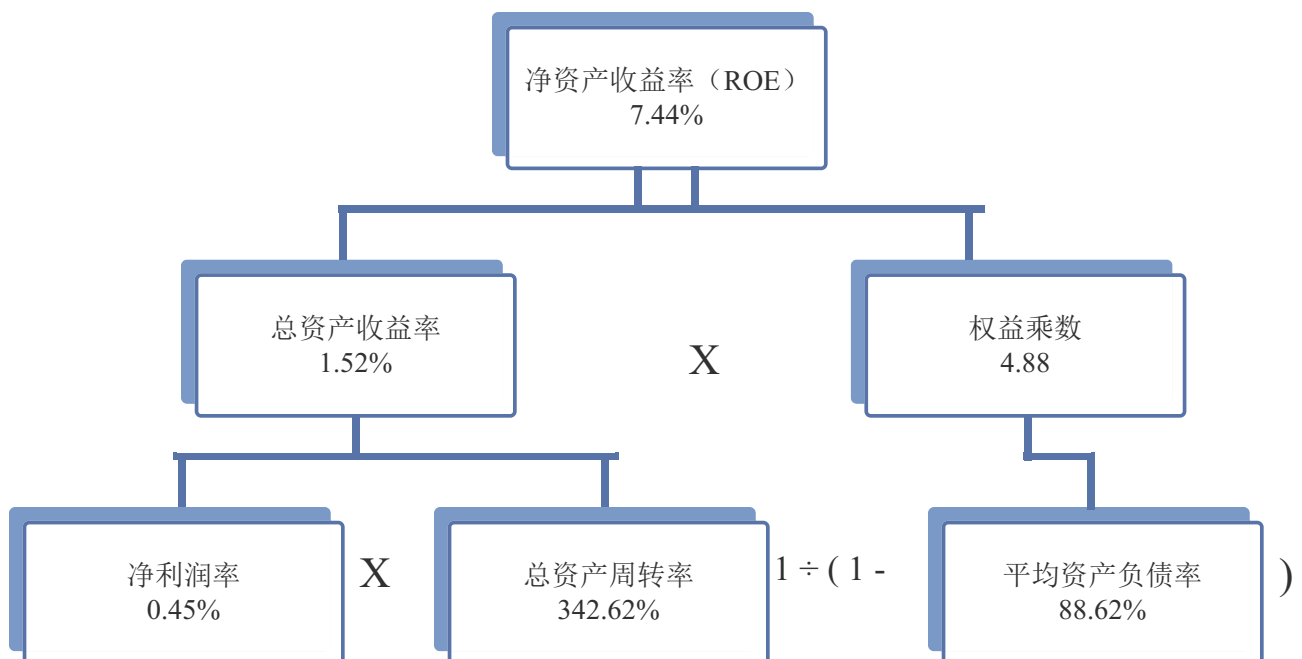 净资产收益率（ROE）
7.44%
总资产收益率
1.52%
X
权益乘数
4.88
净利润率
0.45%
X
总资产周转率
342.62%
1 ÷ ( 1 -
平均资产负债率
88.62%
)